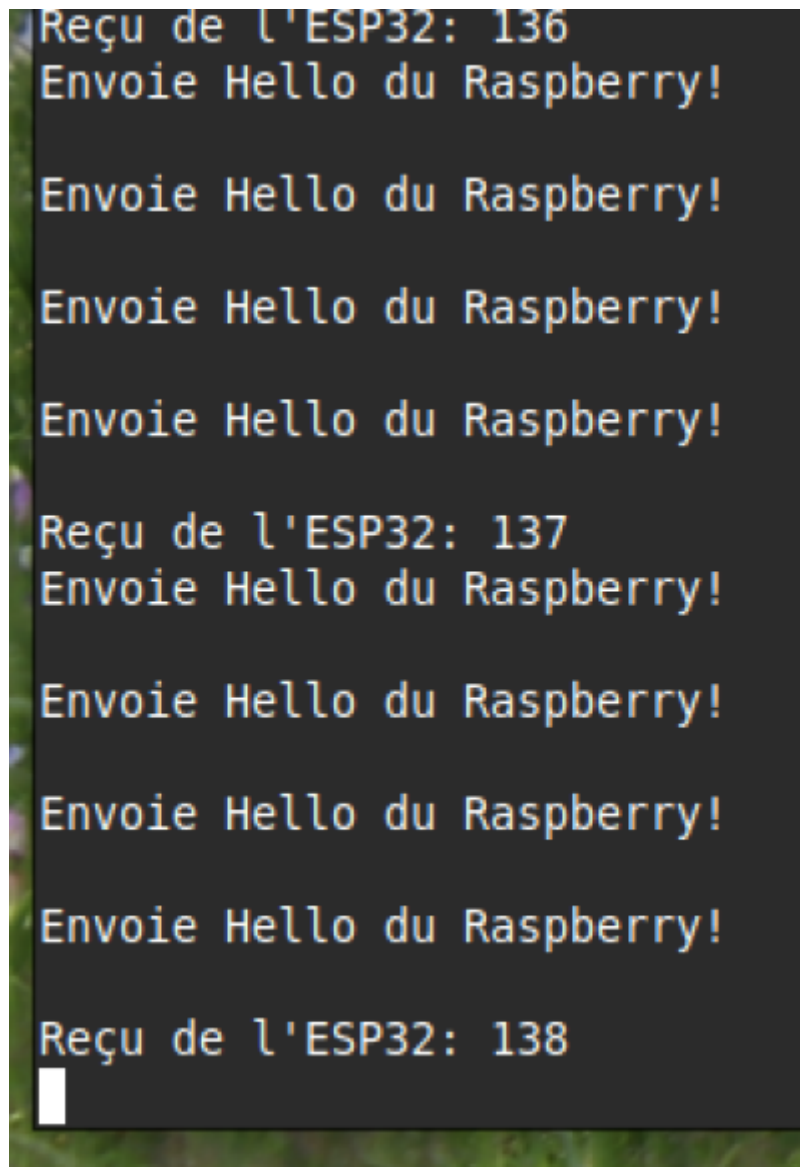 Reçu de l'ESP32: 136
Envoie Hello du Raspberry!
Envoie Hello du Raspberry!
Envoie Hello du Raspberry!
Envoie Hello du Raspberry!
Reçu de l'ESP32: 137
Envoie Hello du Raspberry!
Envoie Hello du Raspberry!
Envoie Hello du Raspberry!
Envoie Hello du Raspberry!
Reçu de l'ESP32: 138